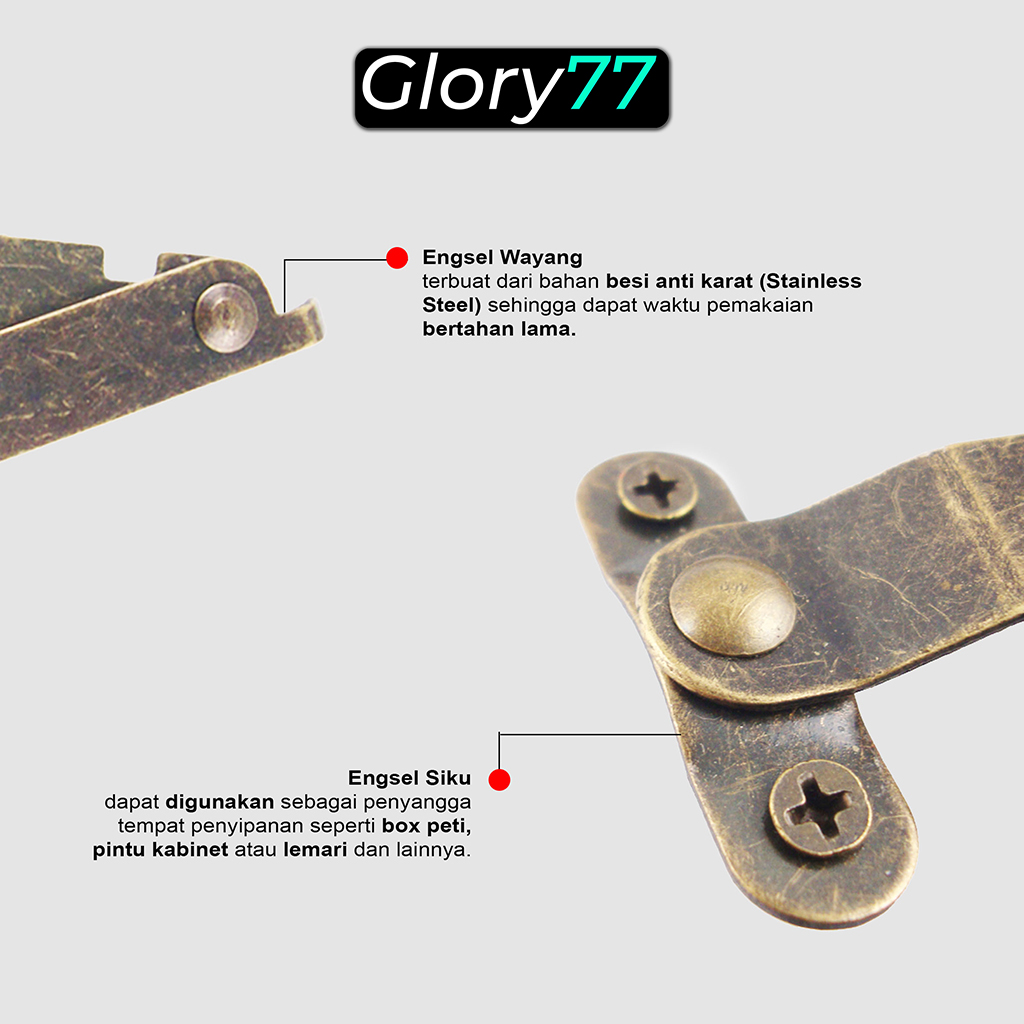 Glory77
Engsel Wayang
terbuat dari bahan besi anti karat (Stainless
Steel) sehingga dapat waktu pemakaian
bertahan lama.
Engsel Siku
dapat digunakan sebagai penyangga
tempat penyipanan seperti box peti,
pintu kabinet atau lemari dan lainnya.